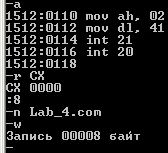 -a
1512:0110 mov ah, 02
1512:0112 mov dl, 41
1512:0114 int 21
1512:0116 int 20
1512:0118
-r CX
CX 0000
:8
-n Lab_4.com
-w
Запись 00008 байт
-